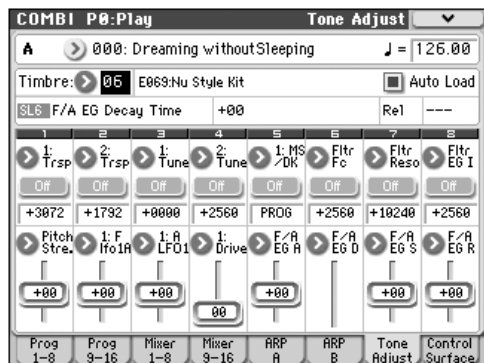 COMBI P0:Play Tone Adjust
A 000: Dreaming withoutSleeping ♩= 126.00
Timbre: 06 E069:Nu Style Kit Auto Load
SL6 F/A EG Decay Time +00 Rel ---
1 2 3 4 5 6 7 8
1: Trsp 2: Trsp 1: Tune 2: Tune 1: MS /DK Fltr Fc Fltr Reso Fltr EG I
Off Off Off Off Off Off Off Off
+3072 +1792 +0000 +2560 PROG +2560 +10240 +2560
Pitch Stre. 1: F lfo1A 1: A LFO1 1: Drive F/A EG A F/A EG D F/A EG S F/A EG R
+00 +00 +00 00 +00 +00 +00
Prog 1-8 Prog 9-16 Mixer 1-8 Mixer 9-16 ARP A ARP B Tone Adjust Control Surface